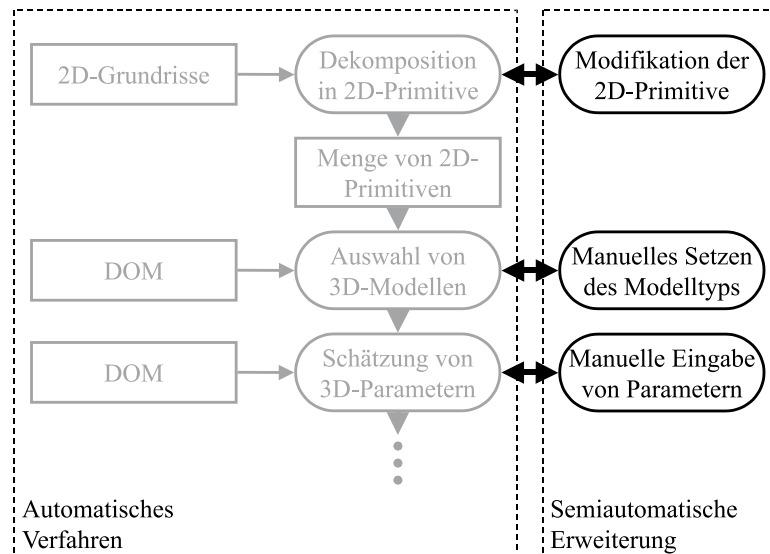 2D-Grundrisse
Dekomposition
in 2D-Primitive
Modifikation der
2D-Primitive
Menge von 2D-
Primitiven
DOM
Auswahl von
3D-Modellen
Manuelles Setzen
des Modelltyps
DOM
Schätzung von
3D-Parametern
Manuelle Eingabe
von Parametern
Automatisches
Verfahren
Semiautomatische
Erweiterung